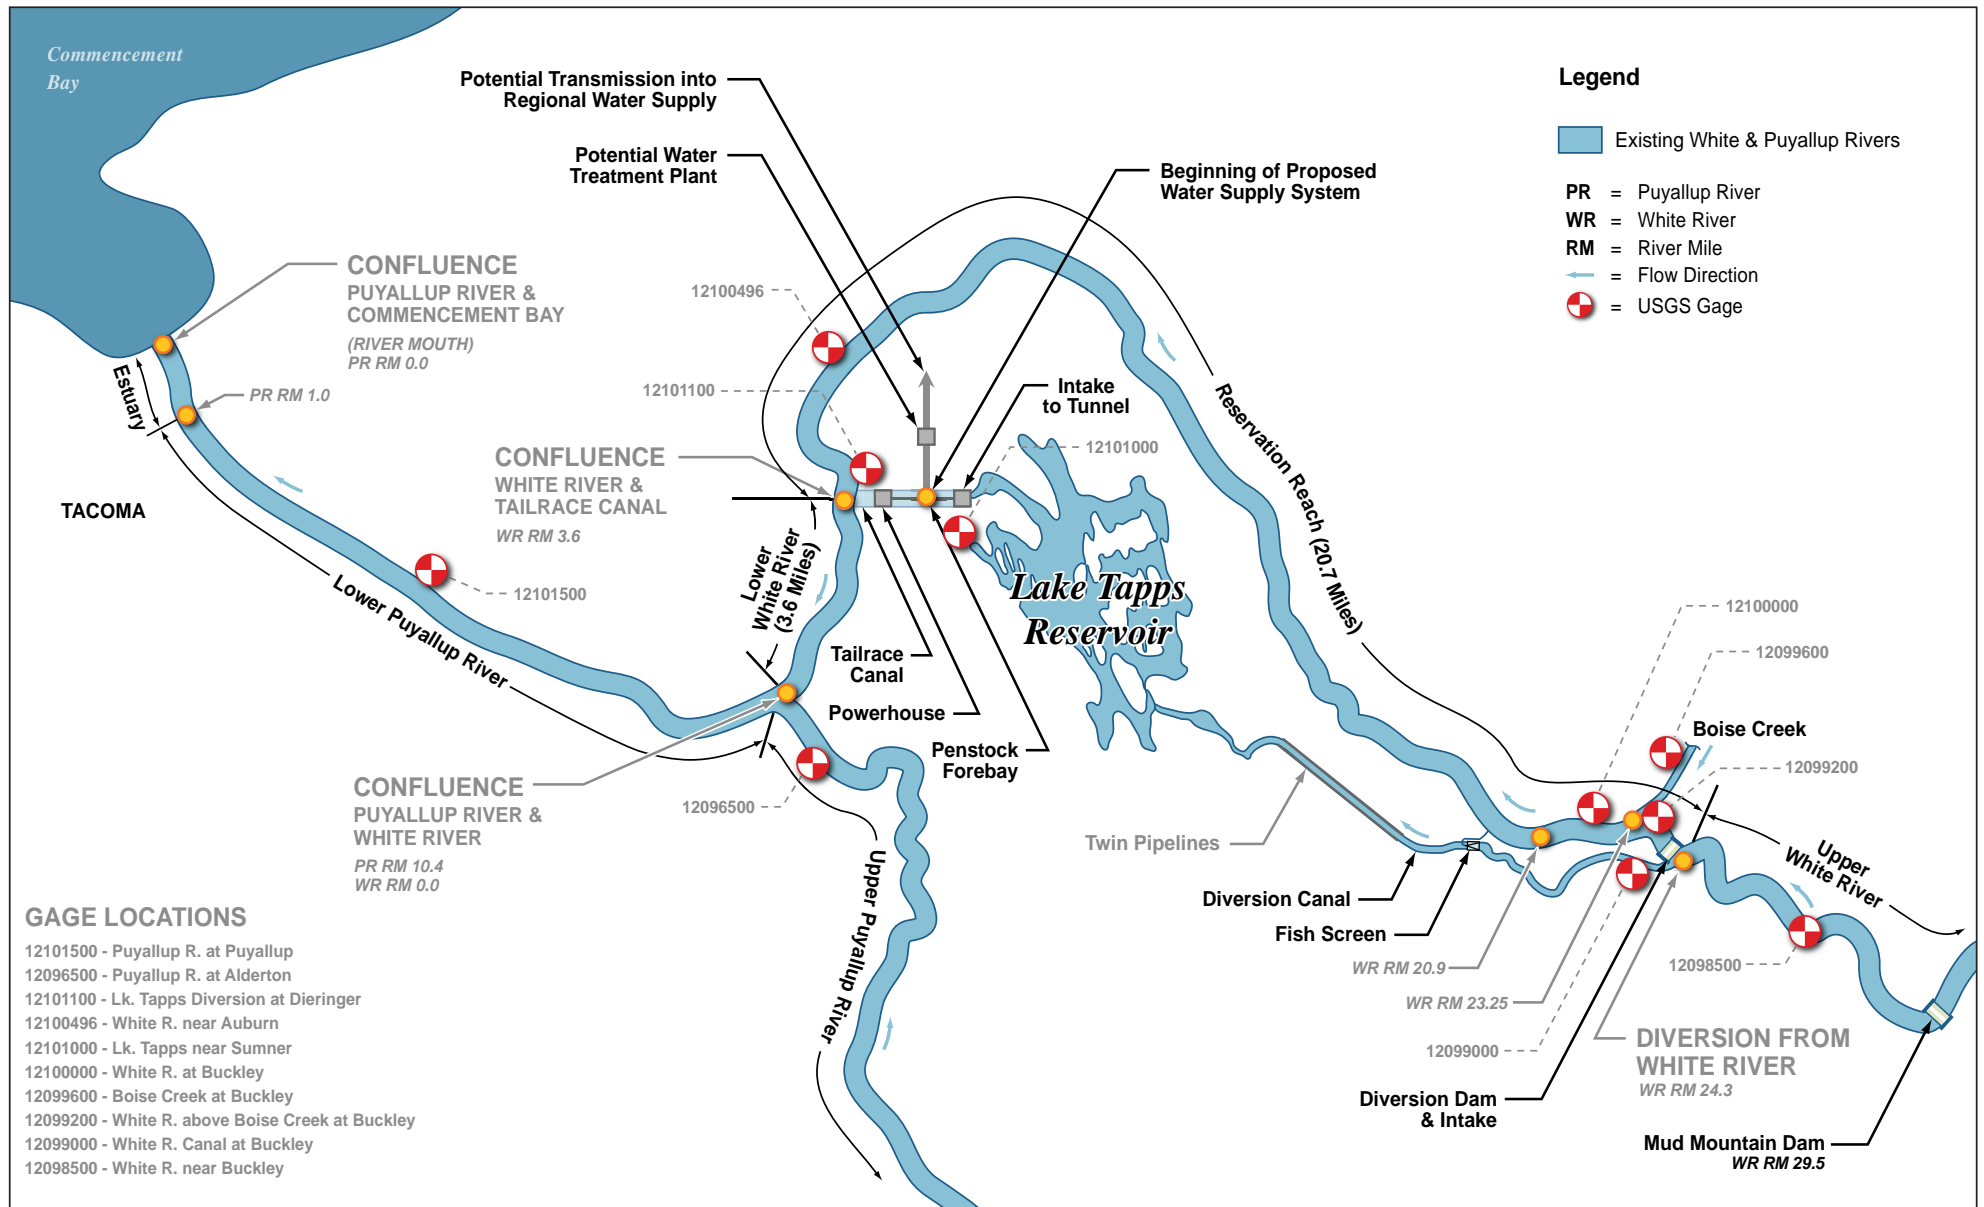 Commencement
Bay
Potential Transmission into
Regional Water Supply
Potential Water
Treatment Plant
Beginning of Proposed
Water Supply System
Legend
Existing White & Puyallup Rivers
PR = Puyallup River
WR = White River
RM = River Mile
= Flow Direction
= USGS Gage
CONFLUENCE
PUYALLUP RIVER &
COMMENCEMENT BAY
(RIVER MOUTH)
PR RM 0.0
12100496
Estuary
PR RM 1.0
12101100
Intake
to Tunnel
12101000
Reservation Reach (20.7 Miles)
CONFLUENCE
WHITE RIVER &
TAILRACE CANAL
WR RM 3.6
TACOMA
Lower
White River
(3.6 Miles)
Lake Tapps
Reservoir
12101500
Lower Puyallup River
12100000
12099600
Tailrace
Canal
Powerhouse
Penstock
Forebay
Boise Creek
12099200
CONFLUENCE
PUYALLUP RIVER &
WHITE RIVER
PR RM 10.4
WR RM 0.0
12096500
Upper Puyallup River
Twin Pipelines
Upper
White River
Diversion Canal
Fish Screen
WR RM 20.9
WR RM 23.25
12098500
12099000
DIVERSION FROM
WHITE RIVER
WR RM 24.3
Diversion Dam
& Intake
Mud Mountain Dam
WR RM 29.5
GAGE LOCATIONS
12101500 - Puyallup R. at Puyallup
12096500 - Puyallup R. at Alderton
12101100 - Lk. Tapps Diversion at Dieringer
12100496 - White R. near Auburn
12101000 - Lk. Tapps near Sumner
12100000 - White R. at Buckley
12099600 - Boise Creek at Buckley
12099200 - White R. above Boise Creek at Buckley
12099000 - White R. Canal at Buckley
12098500 - White R. near Buckley